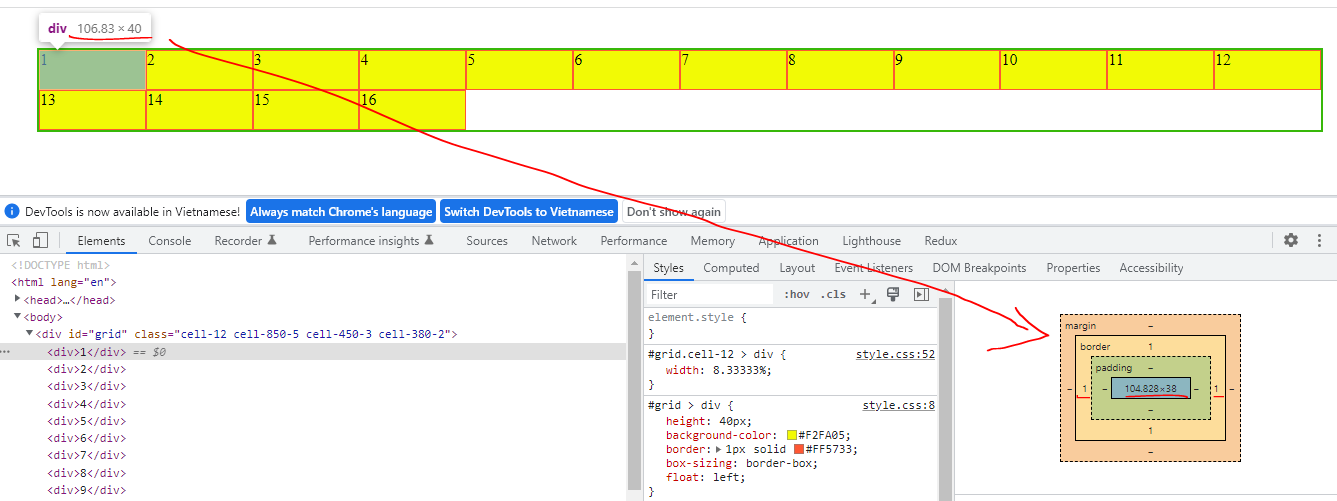 div 106.83 × 40
1 2 3 4 5 6 7 8 9 10 11 12
13 14 15 16
DevTools is now available in Vietnamese! Always match Chrome's language Switch DevTools to Vietnamese Don't show again
Elements Console Recorder Performance insights Sources Network Performance Memory Application Lighthouse Redux
<!DOCTYPE html>
<html lang="en">
<head>…</head>
<body>
<div id="grid" class="cell-12 cell-850-5 cell-450-3 cell-380-2">
<div>1</div> == $0
<div>2</div>
<div>3</div>
<div>4</div>
<div>5</div>
<div>6</div>
<div>7</div>
<div>8</div>
<div>9</div>
Styles Computed Layout Event Listeners DOM Breakpoints Properties Accessibility
Filter :hov .cls
element.style {
}
#grid.cell-12 > div { style.css:52
width: 8.33333%;
}
#grid > div { style.css:8
height: 40px;
background-color: #F2FA05;
border: 1px solid #FF5733;
box-sizing: border-box;
float: left;
}
margin –
border 1
padding –
– 1 – 104.828×38 – 1 –
–
1
–